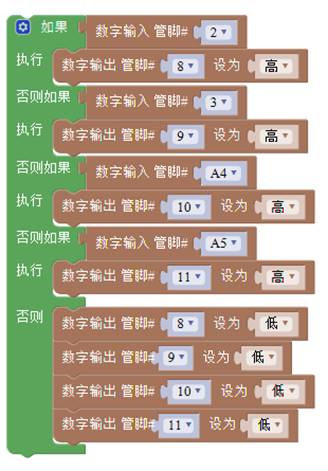 如果 数字输入 管脚# 2
执行 数字输出 管脚# 8 设为 高
否则如果 数字输入 管脚# 3
执行 数字输出 管脚# 9 设为 高
否则如果 数字输入 管脚# A4
执行 数字输出 管脚# 10 设为 高
否则如果 数字输入 管脚# A5
执行 数字输出 管脚# 11 设为 高
否则 数字输出 管脚# 8 设为 低
数字输出 管脚# 9 设为 低
数字输出 管脚# 10 设为 低
数字输出 管脚# 11 设为 低